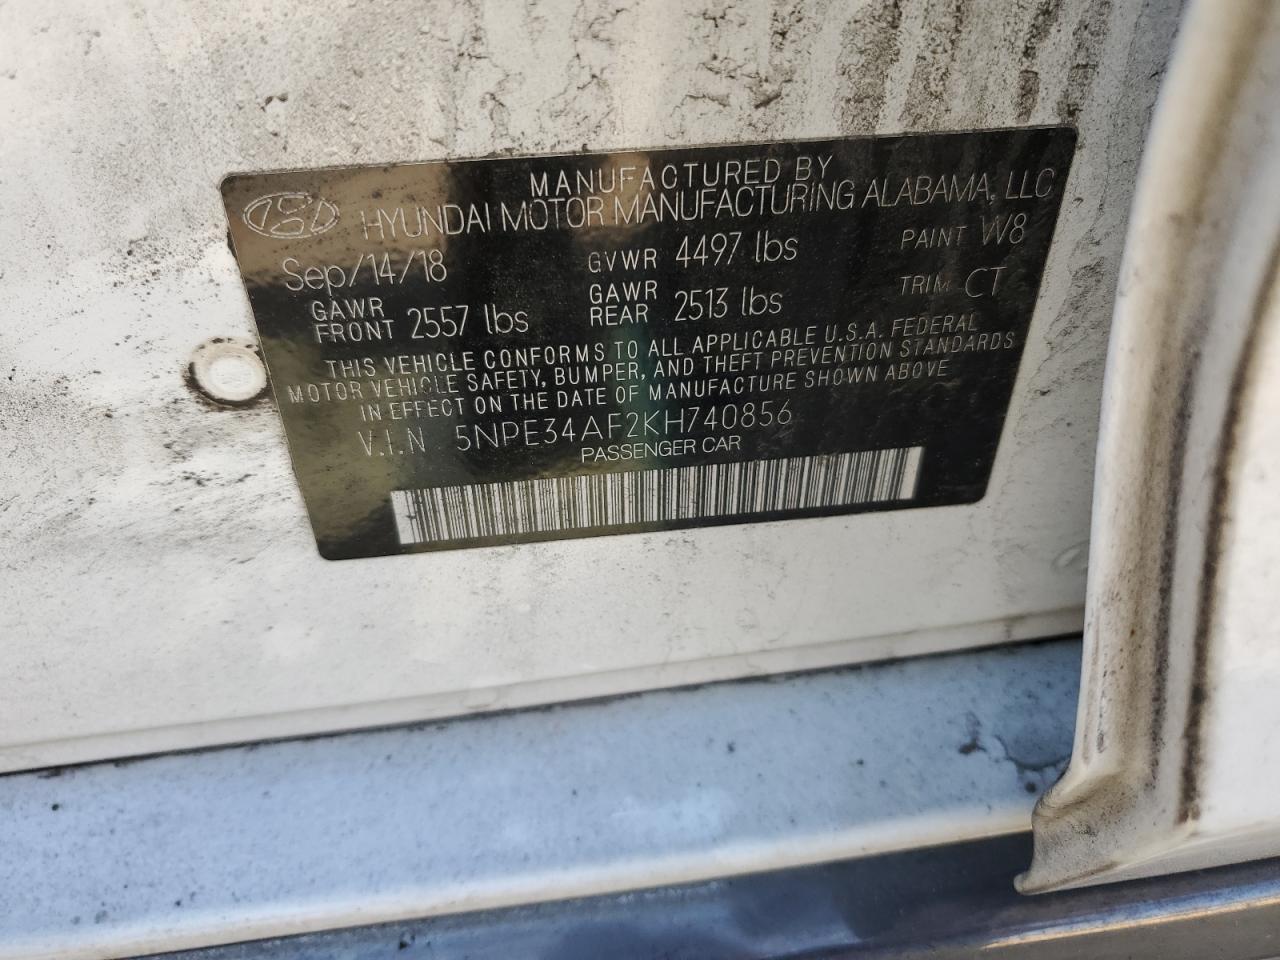 MANUFACTURED BY
HYUNDAI MOTOR MANUFACTURING ALABAMA, LLC
Sep/14/18 GVWR 4497 lbs PAINT W8
GAWR FRONT 2557 lbs GAWR REAR 2513 lbs TRIM CT
THIS VEHICLE CONFORMS TO ALL APPLICABLE U.S.A. FEDERAL
MOTOR VEHICLE SAFETY, BUMPER, AND THEFT PREVENTION STANDARDS
IN EFFECT ON THE DATE OF MANUFACTURE SHOWN ABOVE
V.I.N 5NPE34AF2KH740856
PASSENGER CAR